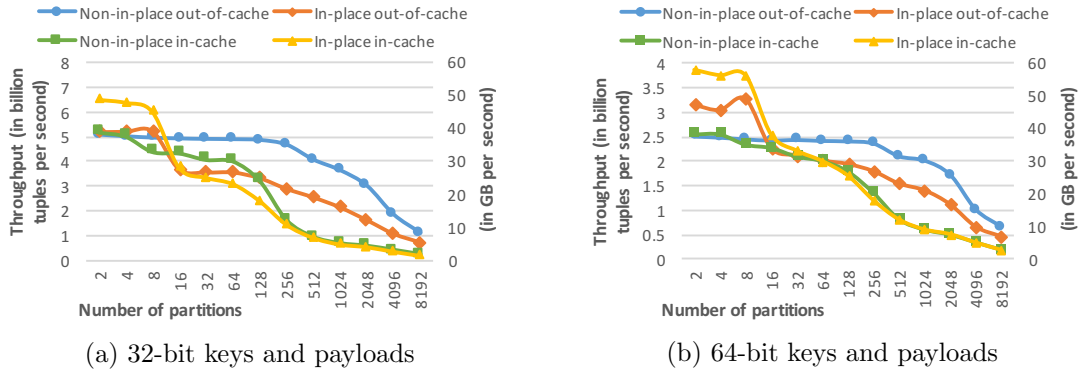 Non-in-place out-of-cache
In-place out-of-cache
Non-in-place in-cache
In-place in-cache
Throughput (in billion
tuples per second)
8
7
6
5
4
3
2
1
0
60
50
40
30
20
10
0
(in GB per second)
2 4 8 16 32 64 128 256 512 1024 2048 4096 8192
Number of partitions
(a) 32-bit keys and payloads
Non-in-place out-of-cache
In-place out-of-cache
Non-in-place in-cache
In-place in-cache
Throughput (in billion
tuples per second)
4
3.5
3
2.5
2
1.5
1
0.5
0
60
50
40
30
20
10
0
(in GB per second)
2 4 8 16 32 64 128 256 512 1024 2048 4096 8192
Number of partitions
(b) 64-bit keys and payloads